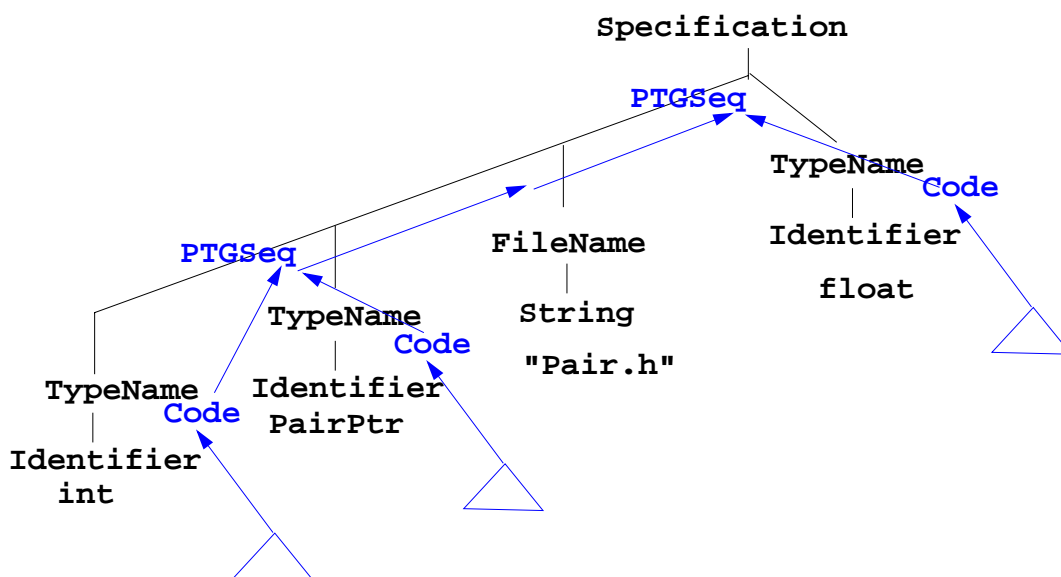 Specification
PTGSeq
TypeName
Code
Identifier
float
FileName
String
"Pair.h"
PTGSeq
TypeName
Code
Identifier
PairPtr
TypeName
Code
Identifier
int